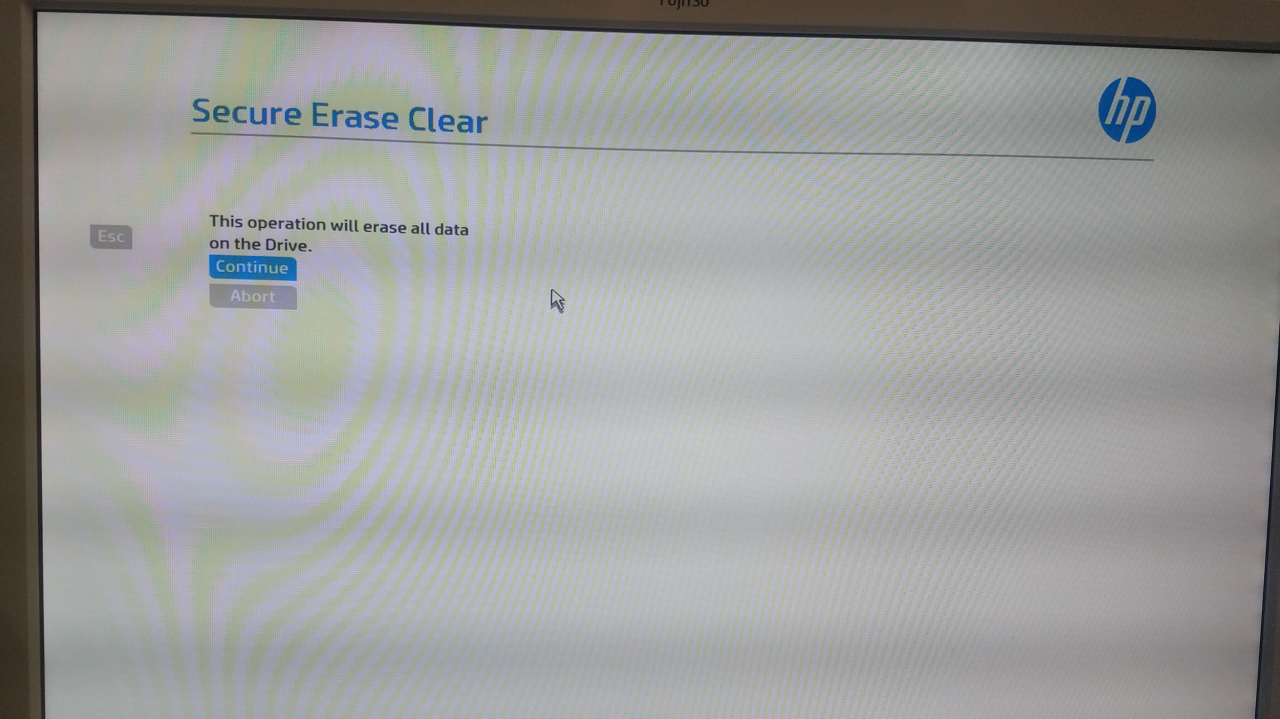 Secure Erase Clear
hp
Esc
This operation will erase all data
on the Drive.
Continue
Abort